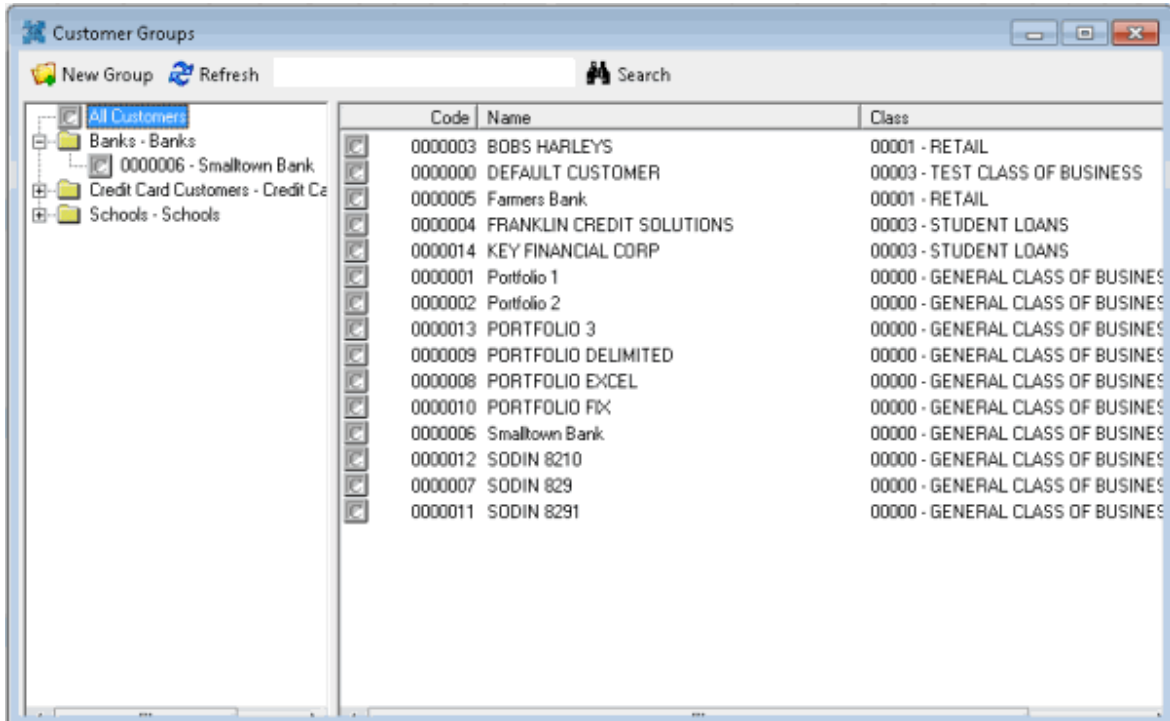 Customer Groups
New Group Refresh Search
All Customers
Banks - Banks
0000006 - Smalltown Bank
Credit Card Customers - Credit Ca
Schools - Schools
Code Name Class
0000003 BOBS HARLEYS 00001 - RETAIL
0000000 DEFAULT CUSTOMER 00003 - TEST CLASS OF BUSINESS
0000005 Farmers Bank 00001 - RETAIL
0000004 FRANKLIN CREDIT SOLUTIONS 00003 - STUDENT LOANS
0000014 KEY FINANCIAL CORP 00003 - STUDENT LOANS
0000001 Portfolio 1 00000 - GENERAL CLASS OF BUSINES
0000002 Portfolio 2 00000 - GENERAL CLASS OF BUSINES
0000013 PORTFOLIO 3 00000 - GENERAL CLASS OF BUSINES
0000009 PORTFOLIO DELIMITED 00000 - GENERAL CLASS OF BUSINES
0000008 PORTFOLIO EXCEL 00000 - GENERAL CLASS OF BUSINES
0000010 PORTFOLIO FIX 00000 - GENERAL CLASS OF BUSINES
0000006 Smalltown Bank 00000 - GENERAL CLASS OF BUSINES
0000012 SODIN 8210 00000 - GENERAL CLASS OF BUSINES
0000007 SODIN 829 00000 - GENERAL CLASS OF BUSINES
0000011 SODIN 8291 00000 - GENERAL CLASS OF BUSINES